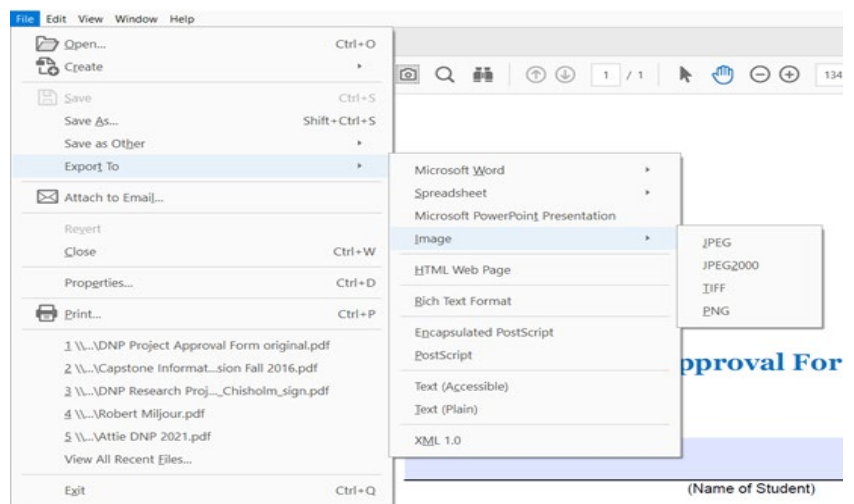 File Edit View Window Help
Open... Ctrl+O
Create
Save Ctrl+S
Save As... Shift+Ctrl+S
Save as Other
Export To
Attach to Email...
Revert
Close Ctrl+W
Properties... Ctrl+D
Print... Ctrl+P
1 \\...\DNP Project Approval Form original.pdf
2 \\...\Capstone Informat...sion Fall 2016.pdf
3 \\...\DNP Research Proj..._Chisholm_sign.pdf
4 \\...\Robert Miljour.pdf
5 \\...\Attie DNP 2021.pdf
View All Recent Files...
Exit Ctrl+Q
Microsoft Word
Spreadsheet
Microsoft PowerPoint Presentation
Image
HTML Web Page
Rich Text Format
Encapsulated PostScript
PostScript
Text (Accessible)
Text (Plain)
XML 1.0
JPEG
JPEG2000
TIFF
PNG
1 / 1 134
pproval For
(Name of Student)